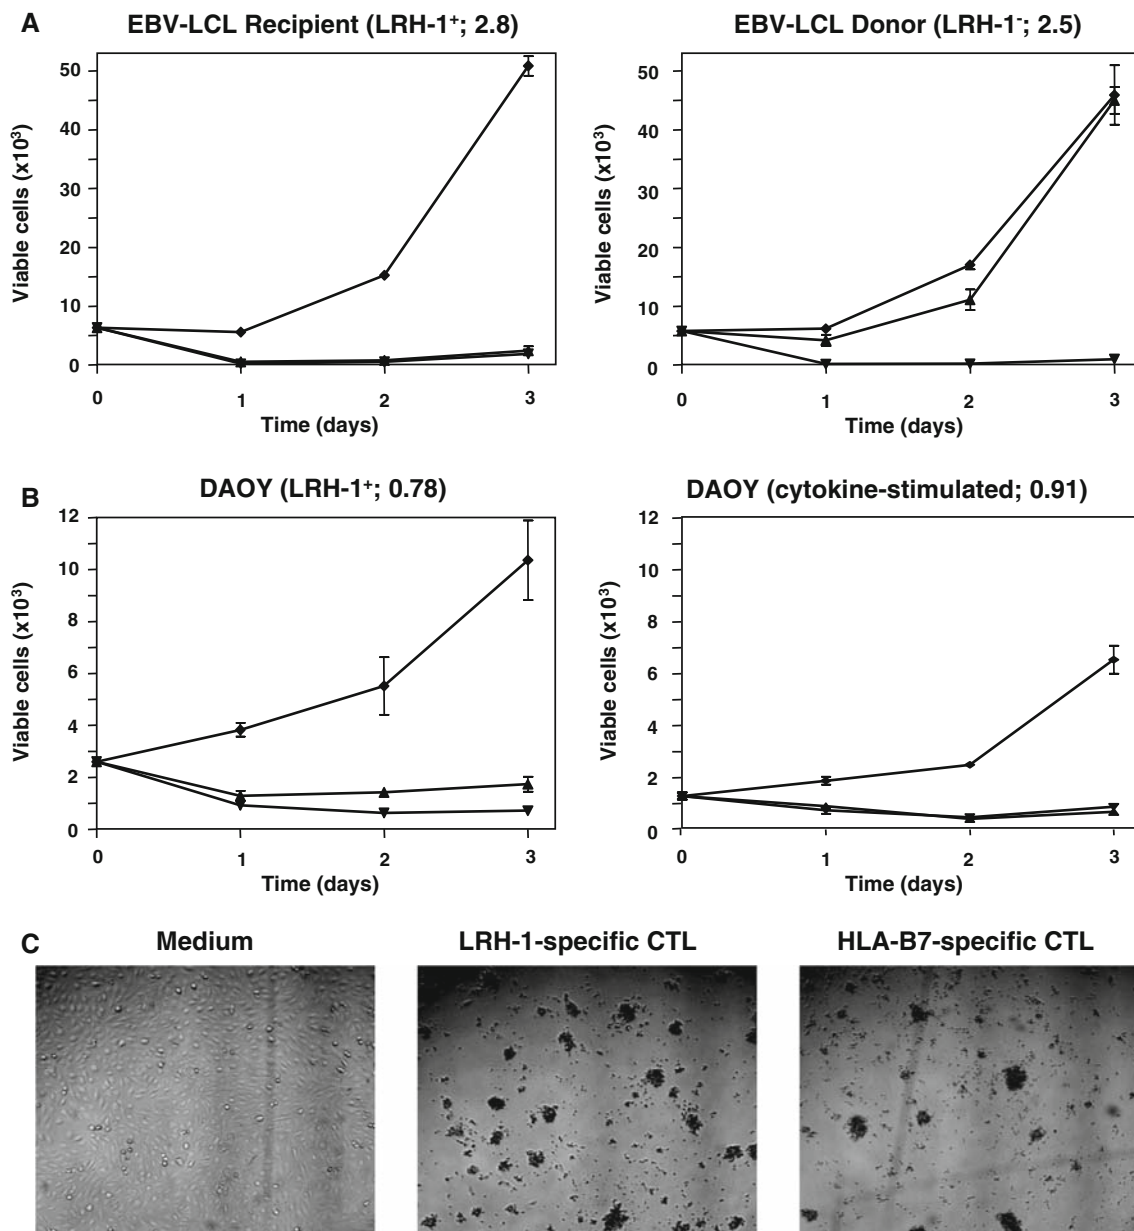 A
EBV-LCL Recipient (LRH-1⁺; 2.8)
EBV-LCL Donor (LRH-1⁻; 2.5)
Viable cells (x10³)
50
40
30
20
10
0
0 1 2 3
Time (days)
Viable cells (x10³)
50
40
30
20
10
0
0 1 2 3
Time (days)
B
DAOY (LRH-1⁺; 0.78)
DAOY (cytokine-stimulated; 0.91)
Viable cells (x10³)
12
10
8
6
4
2
0
0 1 2 3
Time (days)
Viable cells (x10³)
12
10
8
6
4
2
0
0 1 2 3
Time (days)
C
Medium
LRH-1-specific CTL
HLA-B7-specific CTL